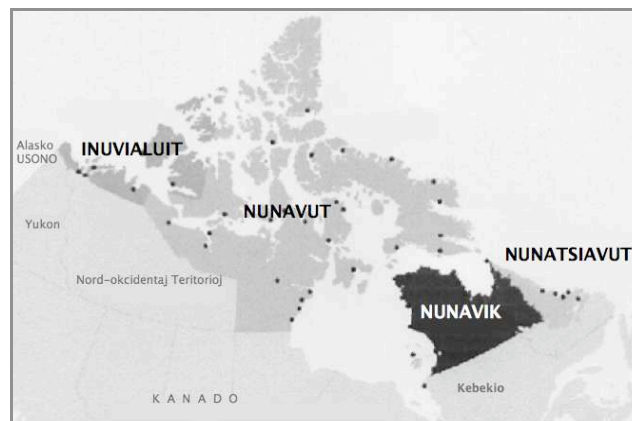 Alasko
USONO
INUVIALUIT
Yukon
NUNAVUT
NUNATSIAVUT
Nord-okcidentaj Teritorioj
NUNAVIK
Kebekio
KANADO